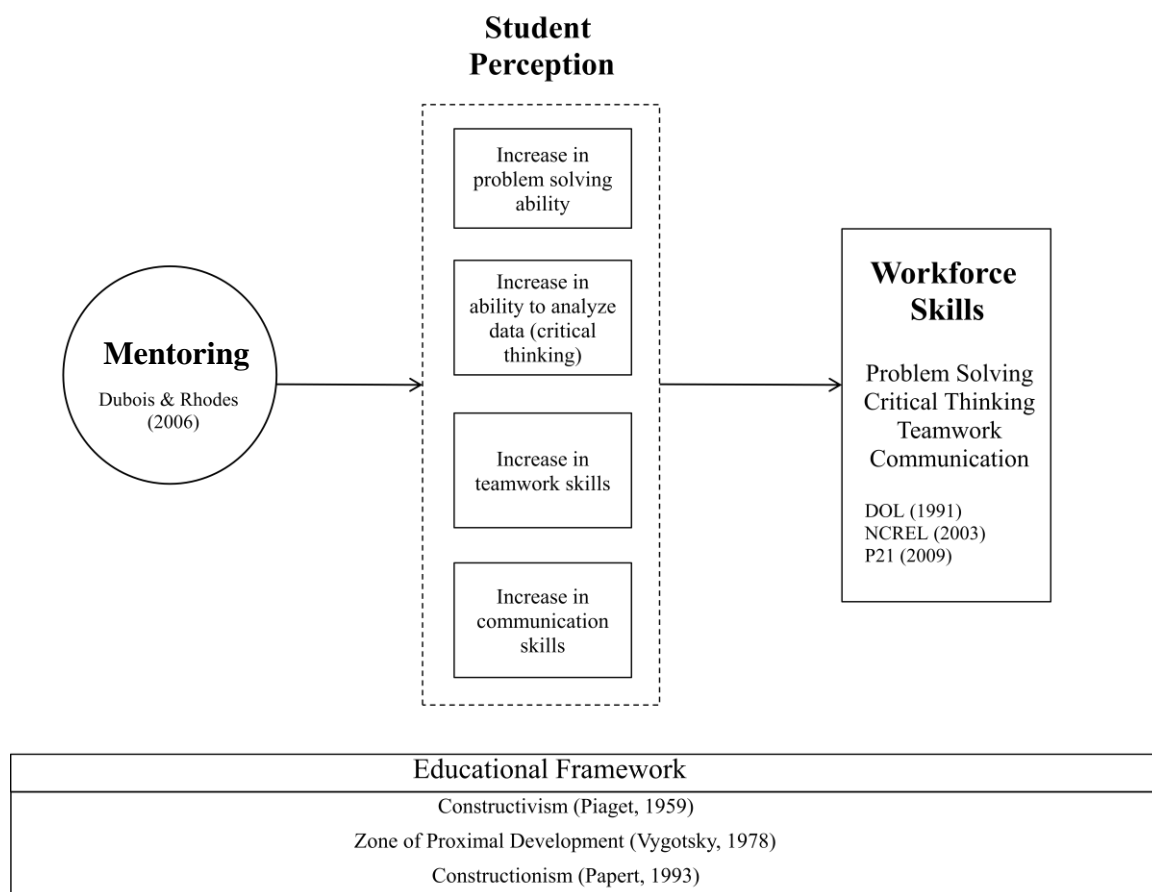 Student
Perception
Increase in
problem solving
ability
Increase in
ability to analyze
data (critical
thinking)
Increase in
teamwork skills
Increase in
communication
skills
Mentoring
Dubois & Rhodes
(2006)
Workforce
Skills
Problem Solving
Critical Thinking
Teamwork
Communication
DOL (1991)
NCREL (2003)
P21 (2009)
Educational Framework
Constructivism (Piaget, 1959)
Zone of Proximal Development (Vygotsky, 1978)
Constructionism (Papert, 1993)